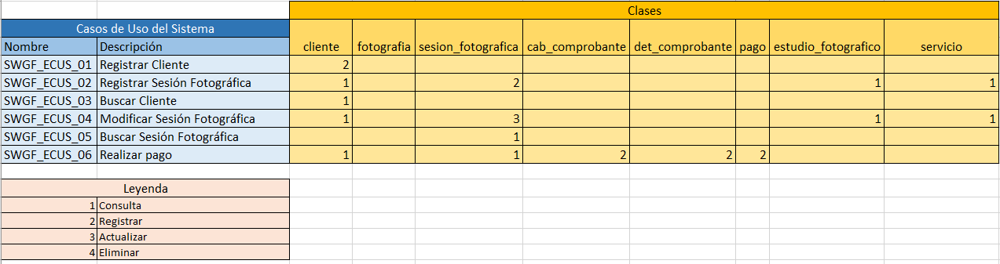 Clases
Casos de Uso del Sistema
Nombre Descripción cliente fotografia sesion_fotografica cab_comprobante det_comprobante pago estudio_fotografico servicio
SWGF_ECUS_01 Registrar Cliente 2
SWGF_ECUS_02 Registrar Sesión Fotográfica 1 2 1 1
SWGF_ECUS_03 Buscar Cliente 1
SWGF_ECUS_04 Modificar Sesión Fotográfica 1 3 1 1
SWGF_ECUS_05 Buscar Sesión Fotográfica 1
SWGF_ECUS_06 Realizar pago 1 1 2 2 2
Leyenda
1 Consulta
2 Registrar
3 Actualizar
4 Eliminar